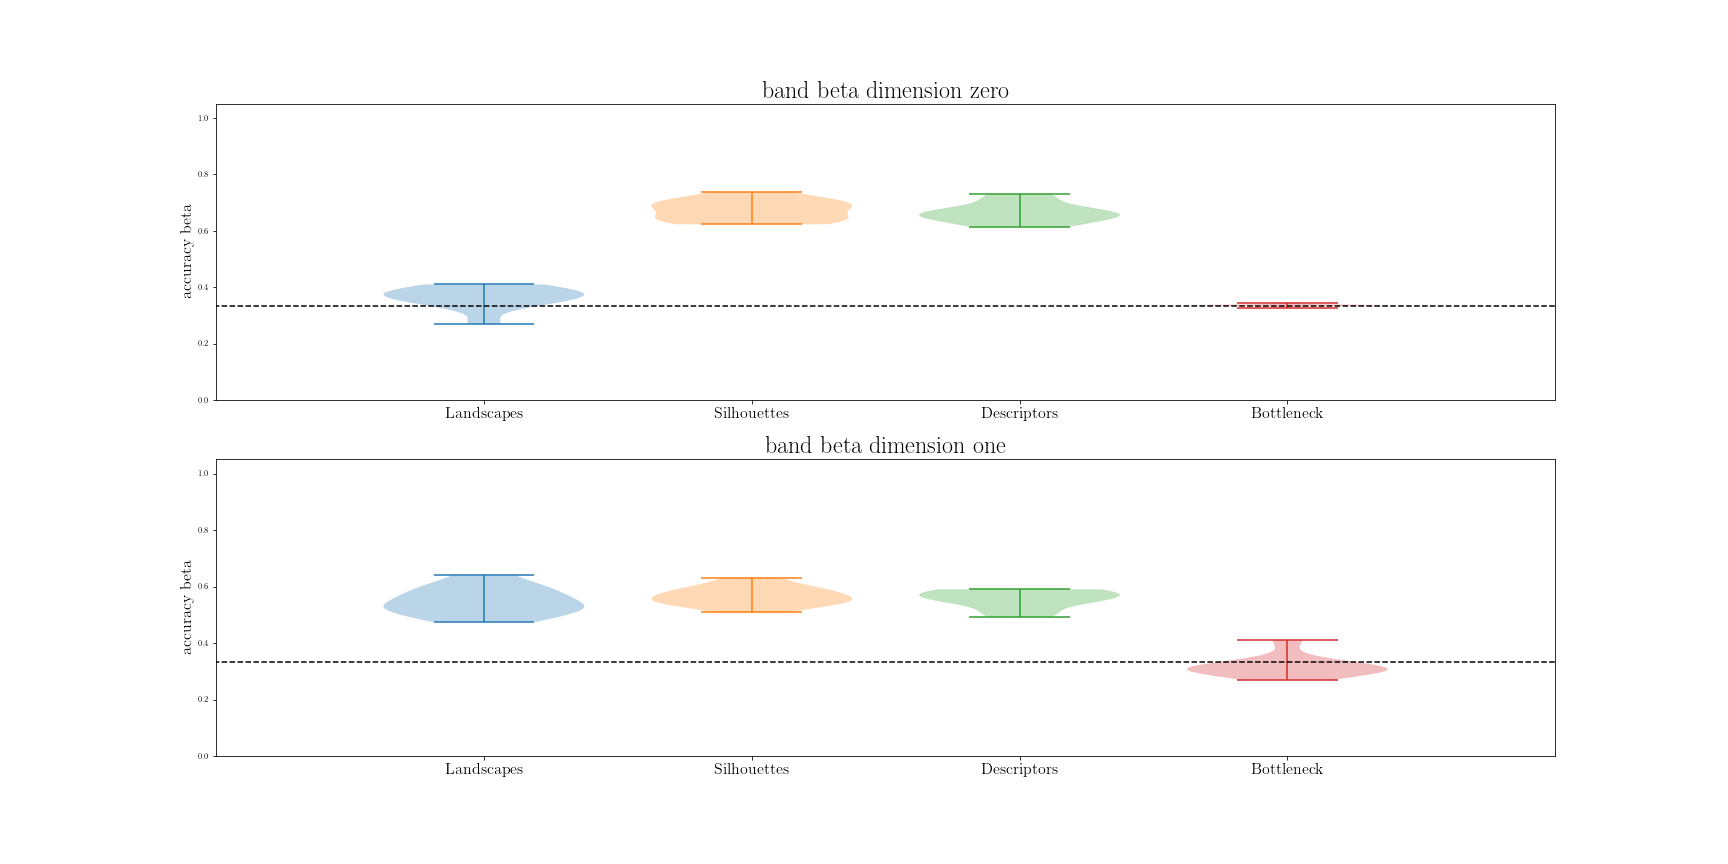 band beta dimension zero
accuracy beta
1.0
0.8
0.6
0.4
0.2
0.0
Landscapes Silhouettes Descriptors Bottleneck
band beta dimension one
accuracy beta
1.0
0.8
0.6
0.4
0.2
0.0
Landscapes Silhouettes Descriptors Bottleneck